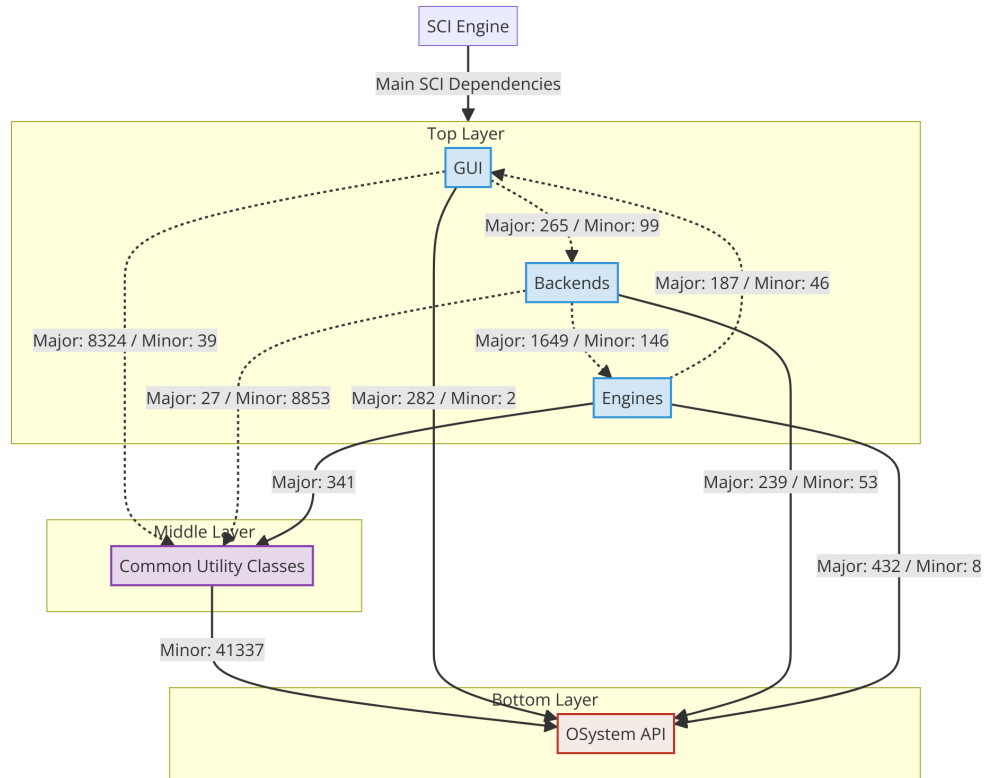 SCI Engine
Main SCI Dependencies
Top Layer
GUI
Major: 265 / Minor: 99
Backends
Major: 187 / Minor: 46
Major: 8324 / Minor: 39
Major: 1649 / Minor: 146
Major: 27 / Minor: 8853
Major: 282 / Minor: 2
Engines
Major: 341
Major: 239 / Minor: 53
Middle Layer
Common Utility Classes
Major: 432 / Minor: 8
Minor: 41337
Bottom Layer
OSystem API